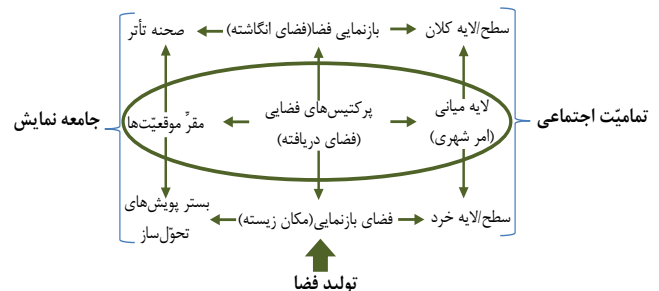 سطح/لایه کلان
بازنمایی فضا(فضای انگاشته)
صحنه تأتر
تمامیّت اجتماعی
لایه میانی
(امر شهری)
پرکتیس‌های فضایی
(فضای دریافته)
مقرِّ موقعیّت‌ها
جامعه نمایش
سطح/لایه خرد
فضای بازنمایی(مکان زیسته)
بستر پویش‌های
تحوّل‌ساز
تولید فضا